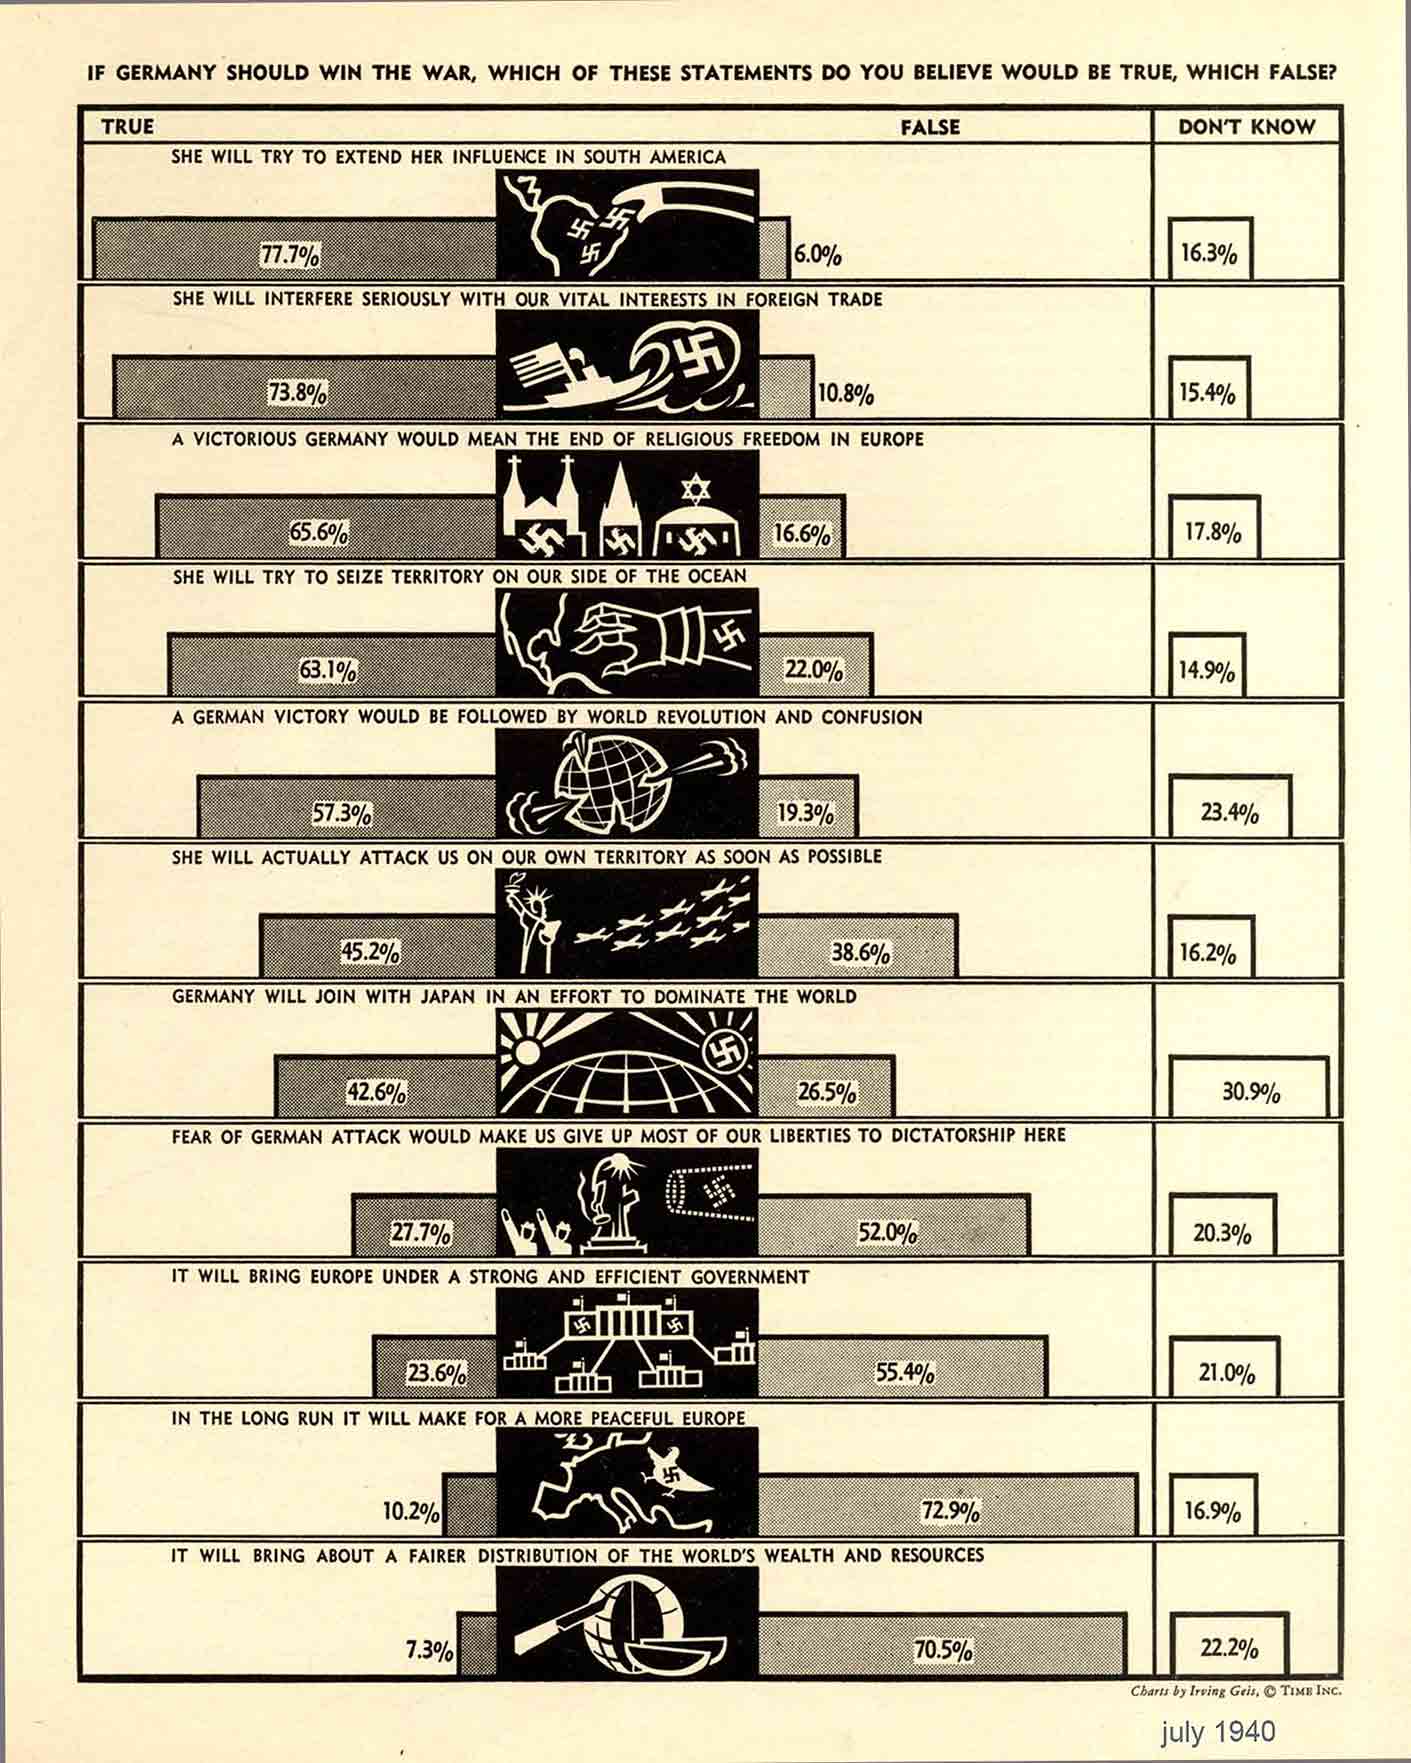 IF GERMANY SHOULD WIN THE WAR, WHICH OF THESE STATEMENTS DO YOU BELIEVE WOULD BE TRUE, WHICH FALSE?
TRUE FALSE DON'T KNOW
SHE WILL TRY TO EXTEND HER INFLUENCE IN SOUTH AMERICA
77.7% 6.0% 16.3%
SHE WILL INTERFERE SERIOUSLY WITH OUR VITAL INTERESTS IN FOREIGN TRADE
73.8% 10.8% 15.4%
A VICTORIOUS GERMANY WOULD MEAN THE END OF RELIGIOUS FREEDOM IN EUROPE
65.6% 16.6% 17.8%
SHE WILL TRY TO SEIZE TERRITORY ON OUR SIDE OF THE OCEAN
63.1% 22.0% 14.9%
A GERMAN VICTORY WOULD BE FOLLOWED BY WORLD REVOLUTION AND CONFUSION
57.3% 19.3% 23.4%
SHE WILL ACTUALLY ATTACK US ON OUR OWN TERRITORY AS SOON AS POSSIBLE
45.2% 38.6% 16.2%
GERMANY WILL JOIN WITH JAPAN IN AN EFFORT TO DOMINATE THE WORLD
42.6% 26.5% 30.9%
FEAR OF GERMAN ATTACK WOULD MAKE US GIVE UP MOST OF OUR LIBERTIES TO DICTATORSHIP HERE
27.7% 52.0% 20.3%
IT WILL BRING EUROPE UNDER A STRONG AND EFFICIENT GOVERNMENT
23.6% 55.4% 21.0%
IN THE LONG RUN IT WILL MAKE FOR A MORE PEACEFUL EUROPE
10.2% 72.9% 16.9%
IT WILL BRING ABOUT A FAIRER DISTRIBUTION OF THE WORLD'S WEALTH AND RESOURCES
7.3% 70.5% 22.2%
Charts by Irving Geis, © TIME INC.
july 1940